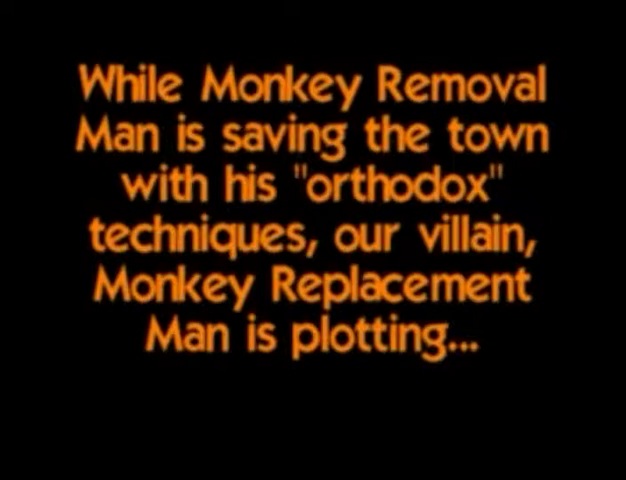 While Monkey Removal
Man is saving the town
with his "orthodox"
techniques, our villain,
Monkey Replacement
Man is plotting...